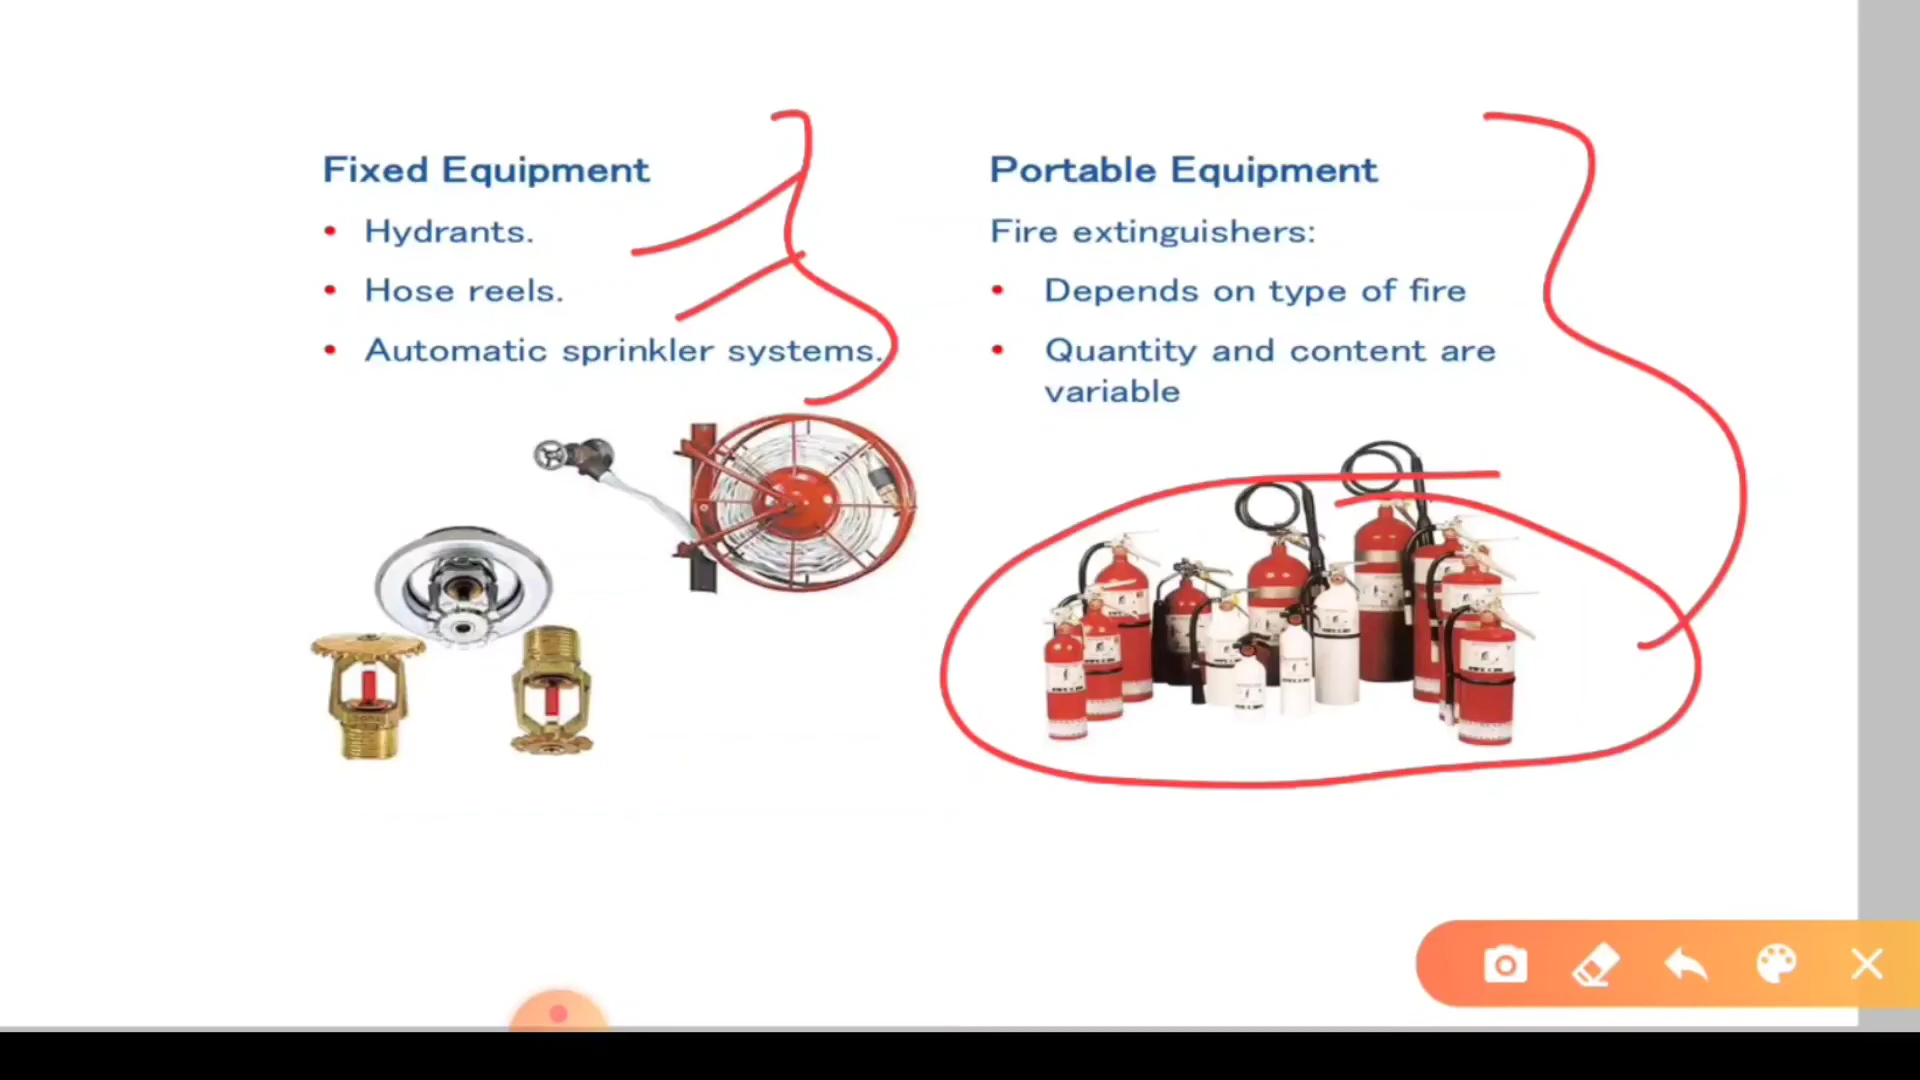 Fixed Equipment
• Hydrants.
• Hose reels.
• Automatic sprinkler systems.
Portable Equipment
Fire extinguishers:
• Depends on type of fire
• Quantity and content are
variable